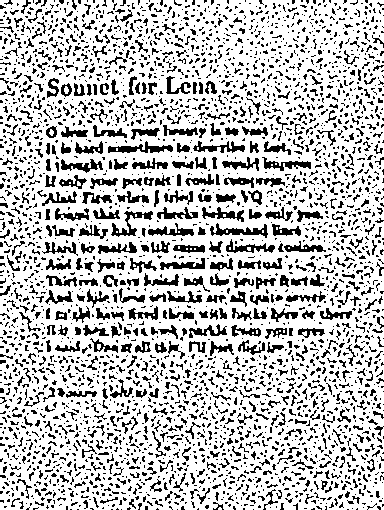 Sonnet for Lena
O dear Lena, your beauty is so vast
It is hard sometimes to describe it fast.
I thought the entire world I would impress
If only your portrait I could compress.
Alas! First when I tried to use VQ
I found that your cheeks belong to only you.
Your silky hair contains a thousand lines
Hard to match with sums of discrete cosines.
And for your lips, sensual and tactual
Thirteen Crays found not the proper fractal.
And while these setbacks are all quite severe
I might have fixed them with hacks here or there
But when filters took sparkle from your eyes
I said, 'Damn all this. I'll just digitize.'
Thomas Colthurst